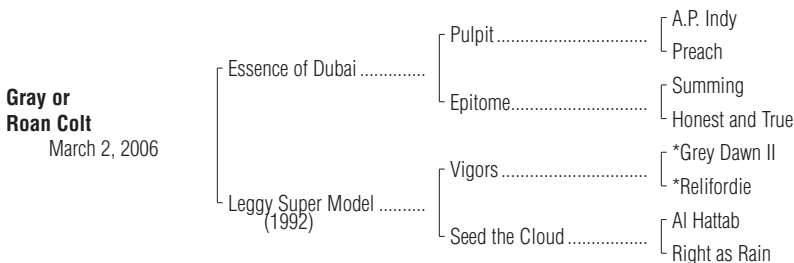 A.P. Indy
Pulpit ................................
Preach
Essence of Dubai ..............
Summing
Epitome..............................
Honest and True
Gray or
Roan Colt
March 2, 2006
*Grey Dawn II
Vigors ................................
*Relifordie
Leggy Super Model ..........
(1992)
Al Hattab
Seed the Cloud .................
Right as Rain